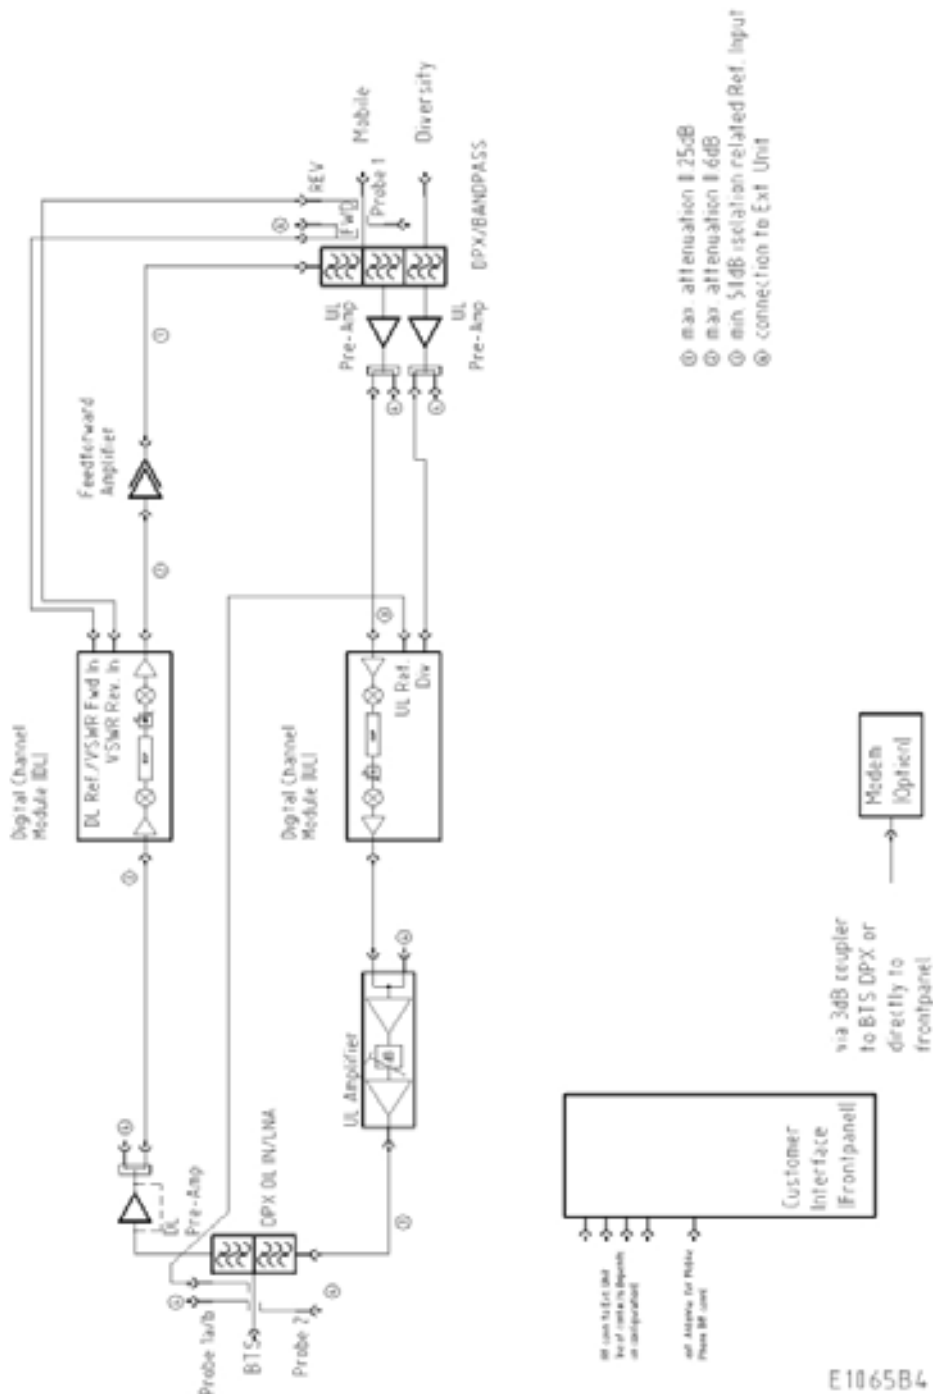 Mobile
Diversity
REV
FWD
Probe 1
DPX/BANDPASS
UL
Pre-Amp
UL
Pre-Amp
Feedforward
Amplifier
Digital Channel
Module (DL)
DL Ref./VSWR Fwd In
VSWR Rev. In
Digital Channel
Module (UL)
UL Ref.
Div
UL Amplifier
DL
Pre-Amp
DPX DL IN/LNA
Probe 1a/b
BTS
Probe 2
max. attenuation 0.25dB
max. attenuation 0.6dB
min. 50dB isolation related Ref. Input
connection to Ext Unit
Modem
(Option)
via 3dB coupler
to BTS DPX or
directly to
frontpanel
Customer
Interface
(Frontpanel)
E1065B4